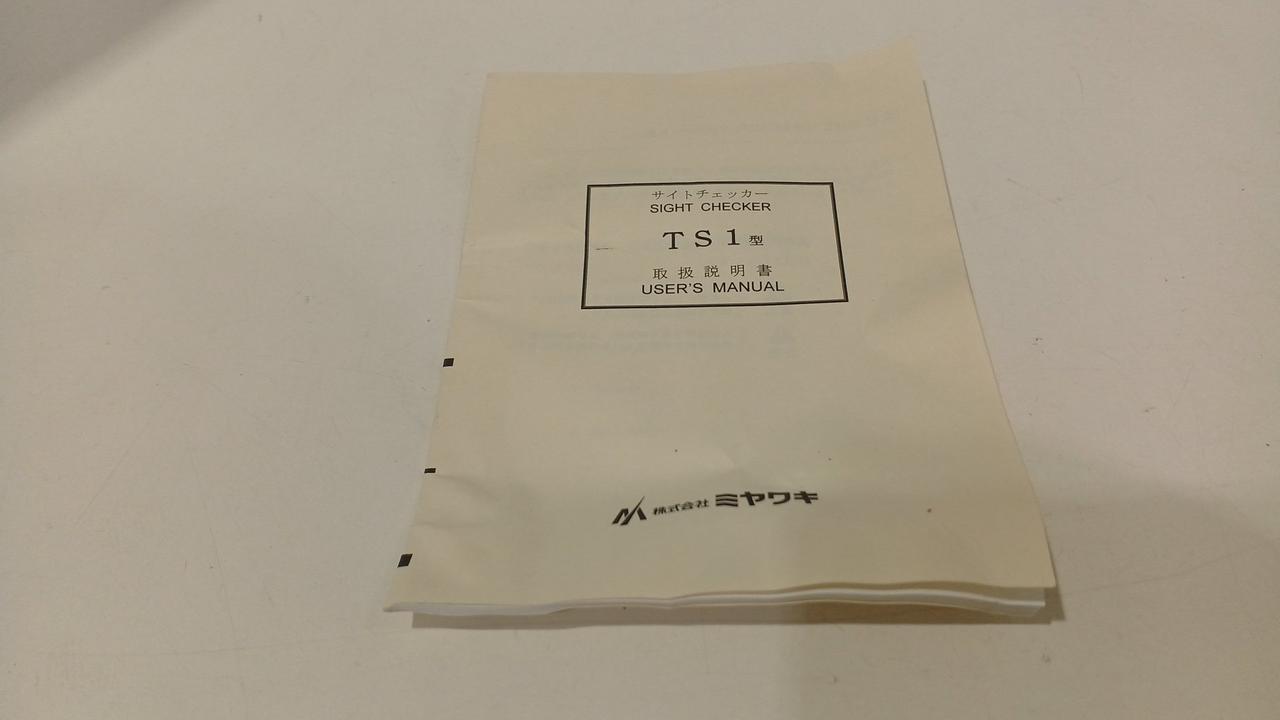 サイトチェッカー
SIGHT CHECKER
TS1型
取扱説明書
USER'S MANUAL
株式会社 ミヤワキ